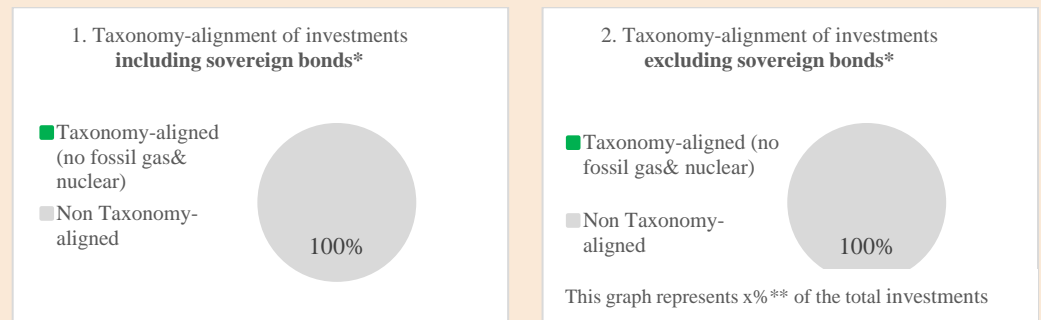 1. Taxonomy-alignment of investments
including sovereign bonds*
Taxonomy-aligned
(no fossil gas&
nuclear)
Non Taxonomy-
aligned
100%
2. Taxonomy-alignment of investments
excluding sovereign bonds*
Taxonomy-aligned (no
fossil gas& nuclear)
Non Taxonomy-
aligned
100%
This graph represents x%** of the total investments